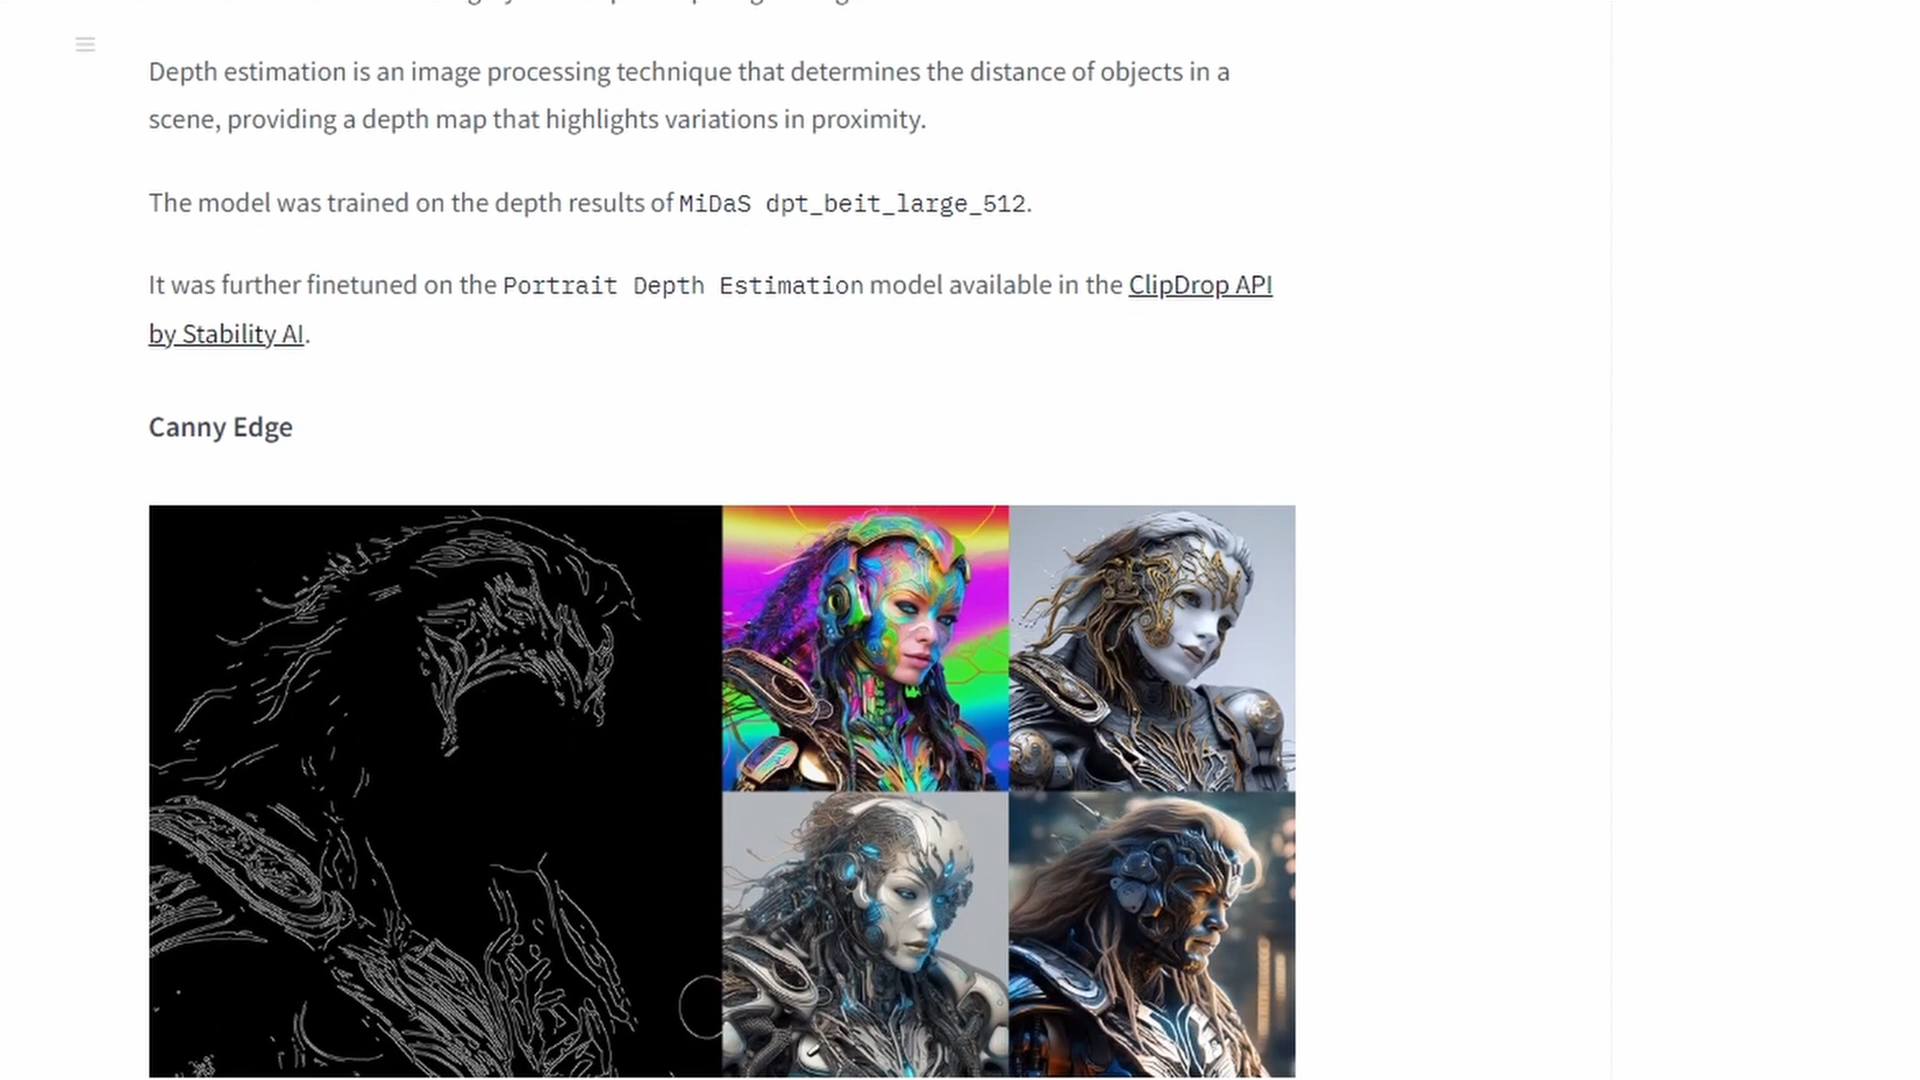 Depth estimation is an image processing technique that determines the distance of objects in a
scene, providing a depth map that highlights variations in proximity.
The model was trained on the depth results of MiDaS dpt_beit_large_512.
It was further finetuned on the Portrait Depth Estimation model available in the ClipDrop API
by Stability AI.
Canny Edge